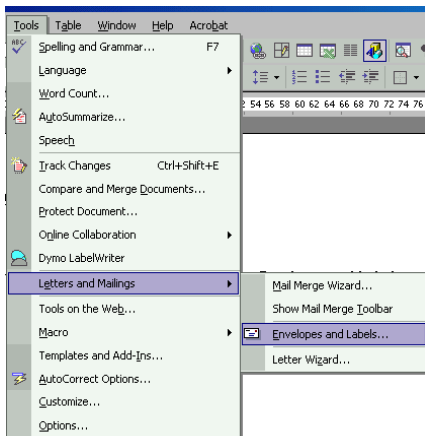 Tools Table Window Help Acrobat
Spelling and Grammar... F7
Language
Word Count...
AutoSummarize...
Speech
Track Changes Ctrl+Shift+E
Compare and Merge Documents...
Protect Document...
Online Collaboration
Dymo LabelWriter
Letters and Mailings
Tools on the Web...
Macro
Templates and Add-Ins...
AutoCorrect Options...
Customize...
Options...
54 56 58 60 62 64 66 68 70 72 74 76
Mail Merge Wizard...
Show Mail Merge Toolbar
Envelopes and Labels...
Letter Wizard...